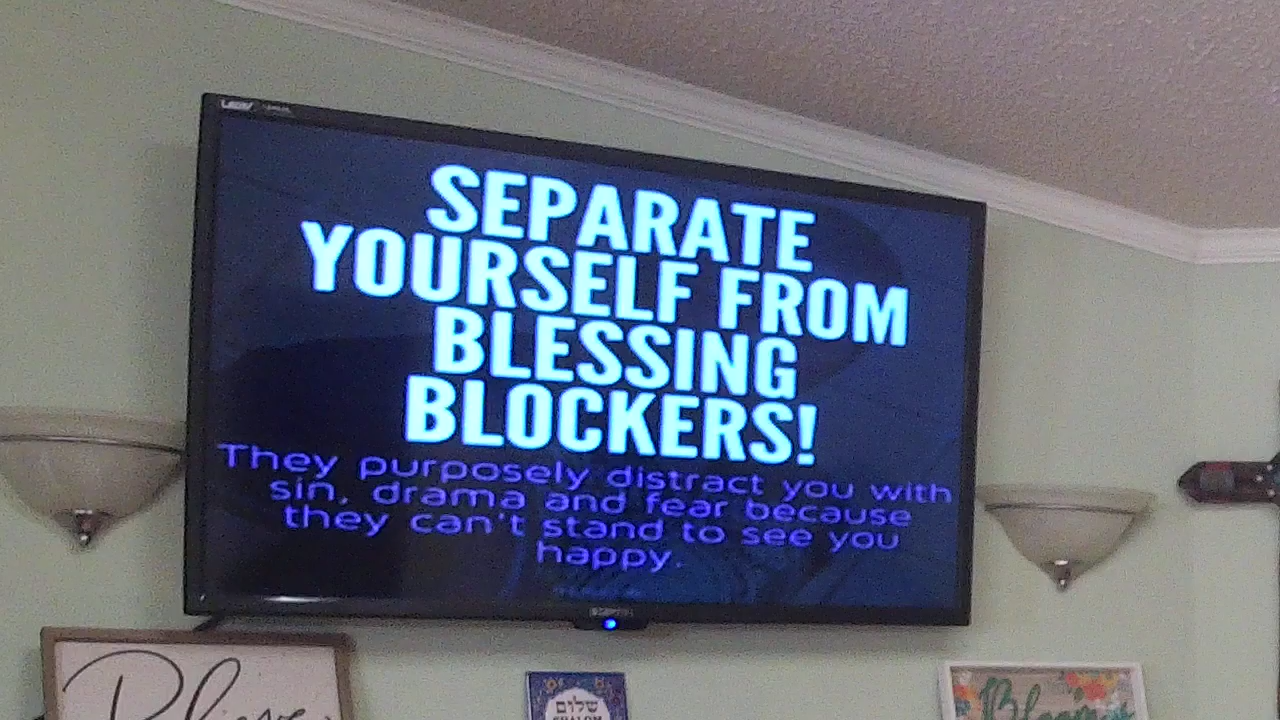 SEPARATE
YOURSELF FROM
BLESSING
BLOCKERS!
They purposely distract you with
sin, drama and fear because
they can't stand to see you
happy.
שלום
SHALOM
Bloom